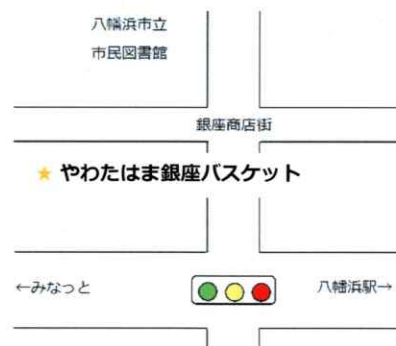 八幡浜市立
市民図書館
銀座商店街
★ やわたはま銀座バスケット
←みなっと
八幡浜駅→